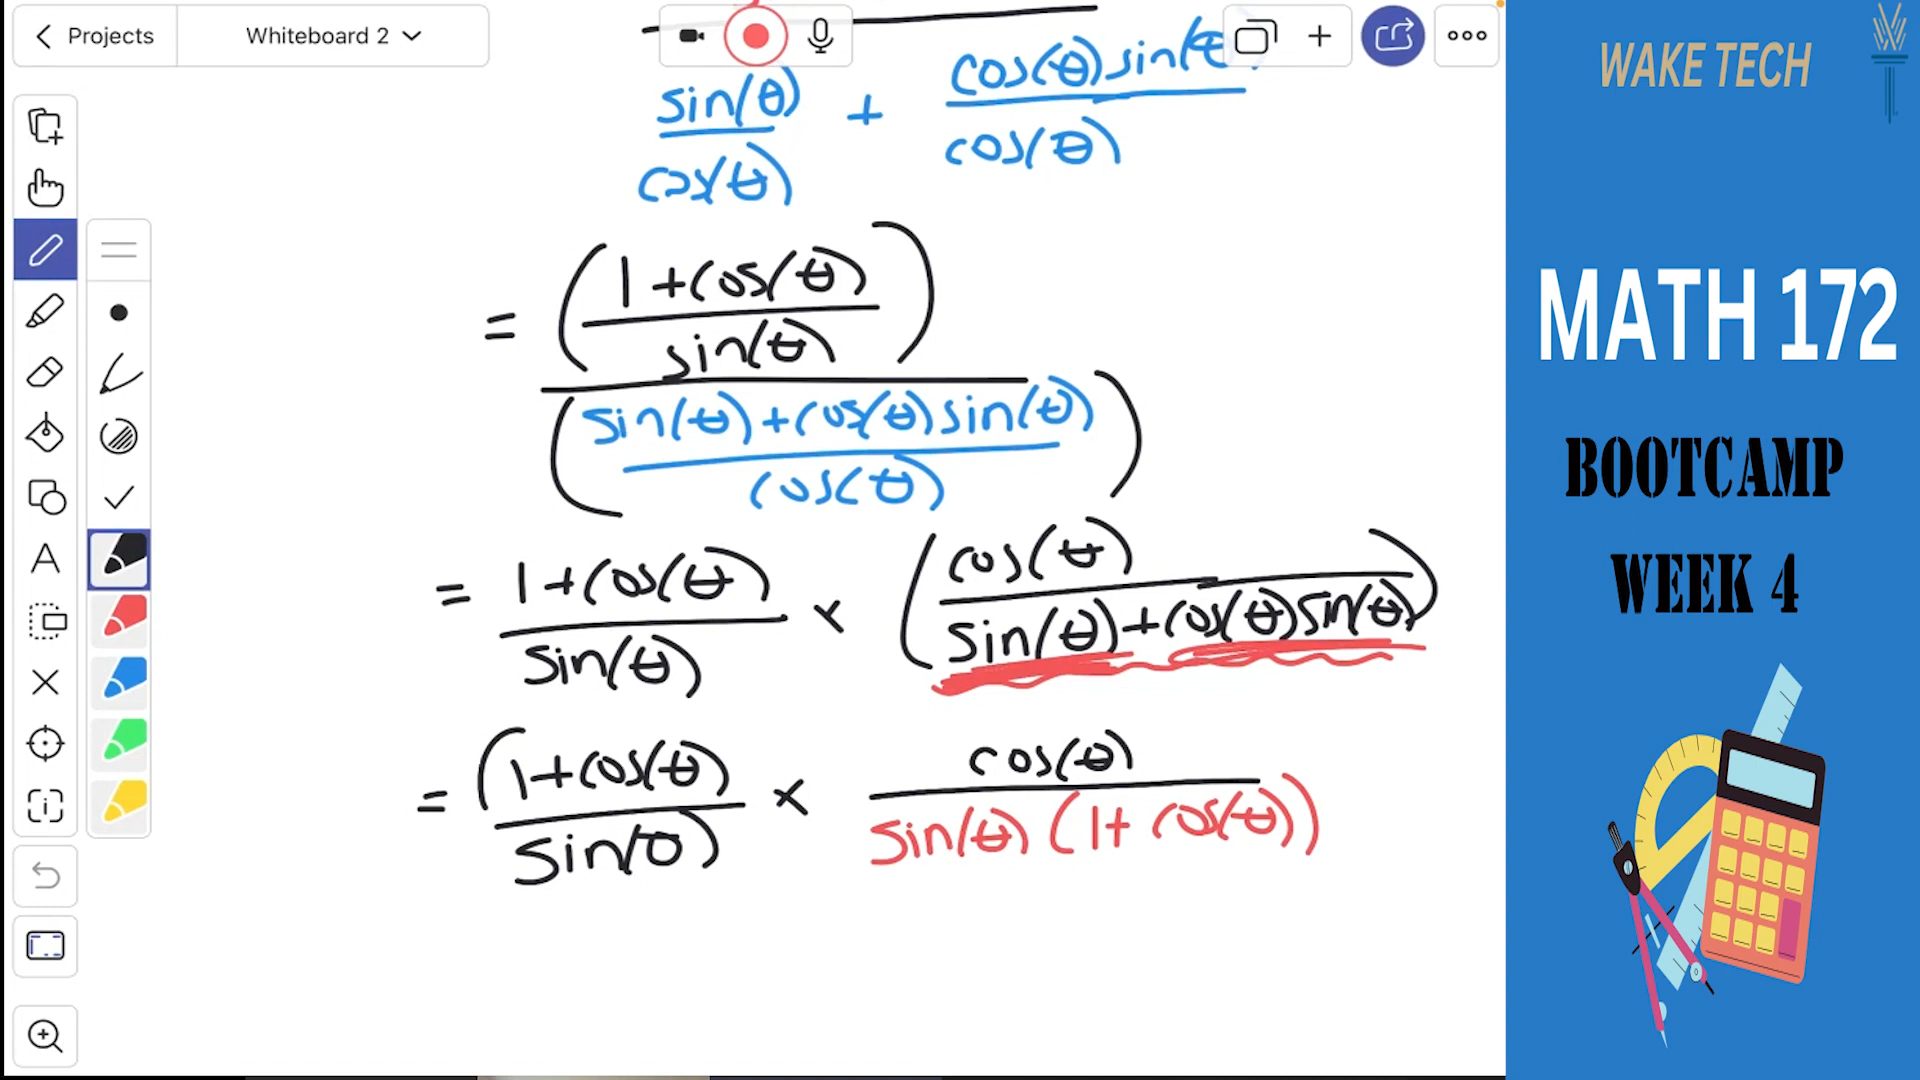 Projects
Whiteboard 2
WAKE TECH
cos(θ)sin(θ
sin(θ) + cos(θ)
cos(θ)
= (1+cos(θ)
sin(θ))
(sin(θ)+cos(θ)sin(θ)
cos(θ))
= 1+cos(θ) × (cos(θ)
sin(θ) sin(θ)+cos(θ)sin(θ))
= (1+cos(θ) × cos(θ)
sin(θ) sin(θ)(1+cos(θ))
A
MATH 172
BOOTCAMP
WEEK 4